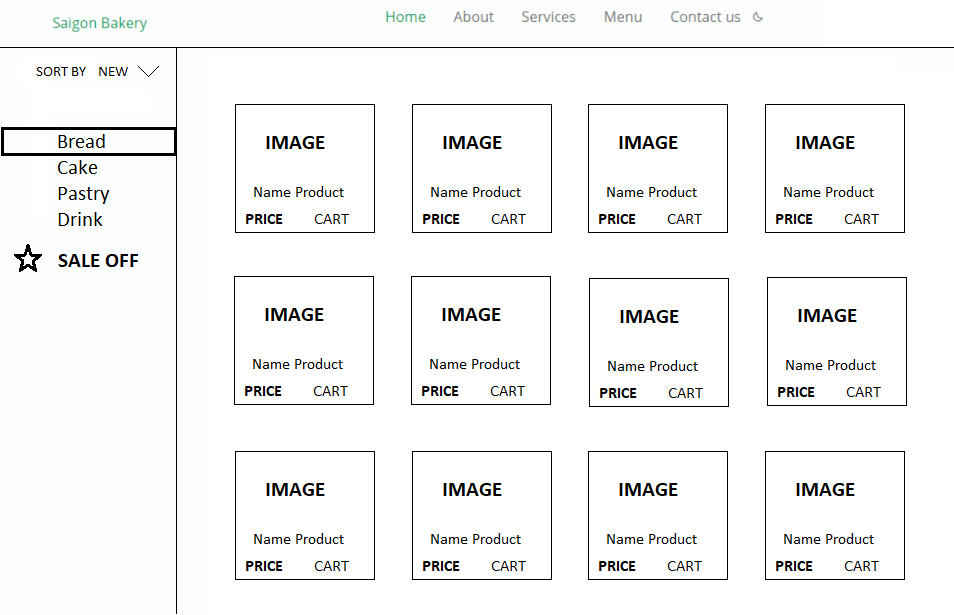 Saigon Bakery
Home About Services Menu Contact us
SORT BY NEW
Bread
Cake
Pastry
Drink
SALE OFF
IMAGE IMAGE IMAGE IMAGE
Name Product Name Product Name Product Name Product
PRICE CART PRICE CART PRICE CART PRICE CART
IMAGE IMAGE IMAGE IMAGE
Name Product Name Product Name Product Name Product
PRICE CART PRICE CART PRICE CART PRICE CART
IMAGE IMAGE IMAGE IMAGE
Name Product Name Product Name Product Name Product
PRICE CART PRICE CART PRICE CART PRICE CART